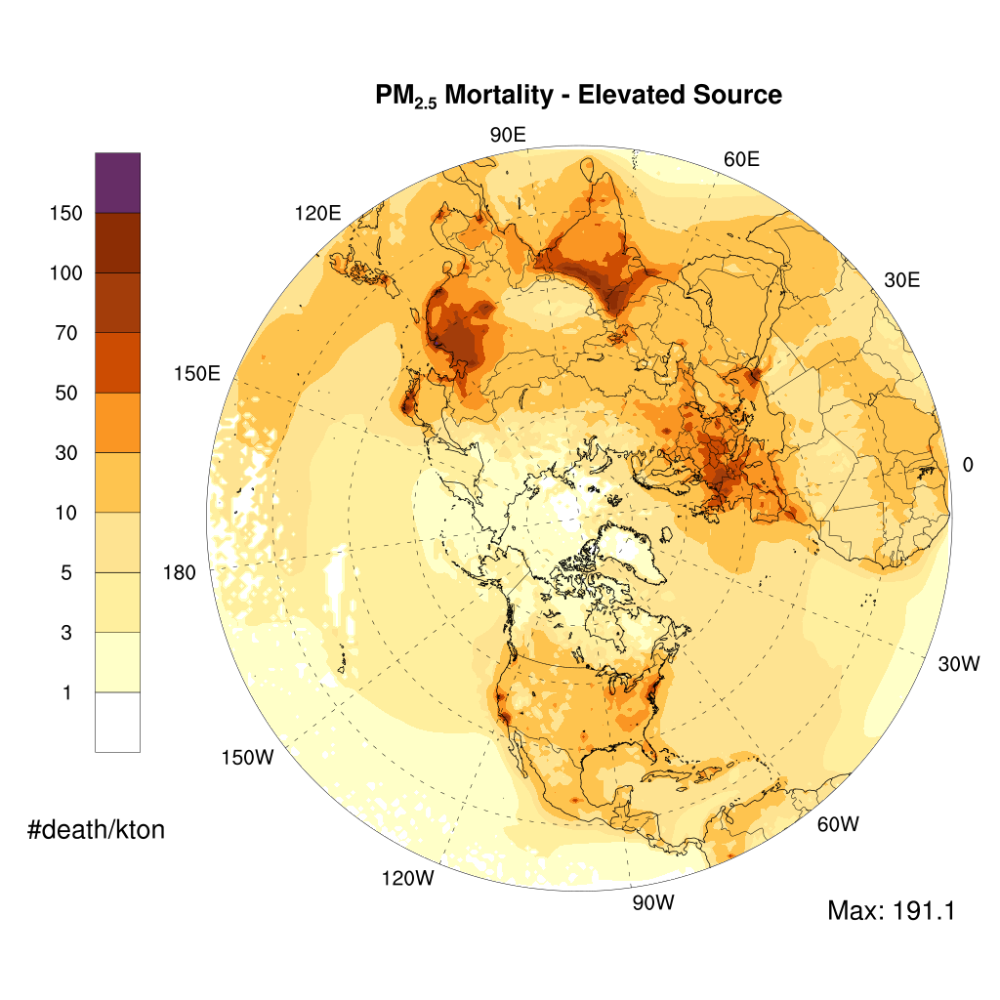 PM2.5 Mortality - Elevated Source
90E
60E
120E
30E
150E
0
180
30W
150W
60W
120W
90W
150
100
70
50
30
10
5
3
1
#death/kton
Max: 191.1